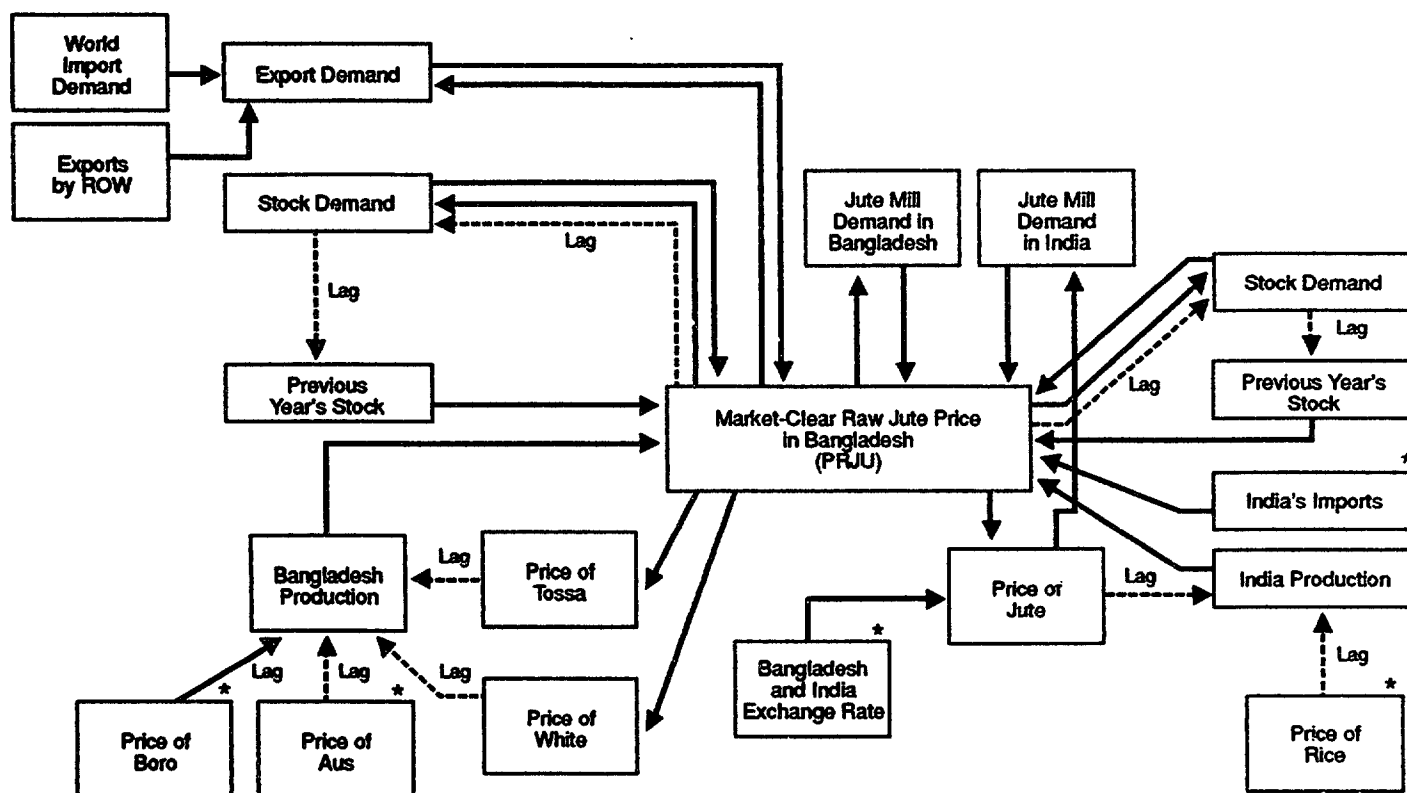 World
Import
Demand
Export Demand
Exports
by ROW
Stock Demand
Lag
Lag
Previous
Year's Stock
Jute Mill
Demand in
Bangladesh
Jute Mill
Demand
in India
Stock Demand
Lag
Lag
Previous Year's
Stock
Market-Clear Raw Jute Price
in Bangladesh
(PRJU)
*
India's Imports
Bangladesh
Production
Lag
Price of
Tossa
Price of
Jute
Lag
India Production
*
Bangladesh
and India
Exchange Rate
Lag
*
Lag
*
Lag
Price of
Boro
Price of
Aus
Price of
White
Lag
*
Price of
Rice